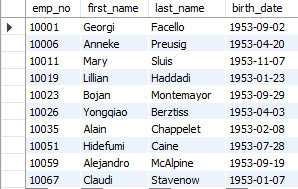 emp_no first_name last_name birth_date
10001 Georgi Facello 1953-09-02
10006 Anneke Preusig 1953-04-20
10011 Mary Sluis 1953-11-07
10019 Lillian Haddadi 1953-01-23
10023 Bojan Montemayor 1953-09-29
10026 Yongqiao Berztiss 1953-04-03
10035 Alain Chappelet 1953-02-08
10051 Hidefumi Caine 1953-07-28
10059 Alejandro McAlpine 1953-09-19
10067 Claudi Stavenow 1953-01-07